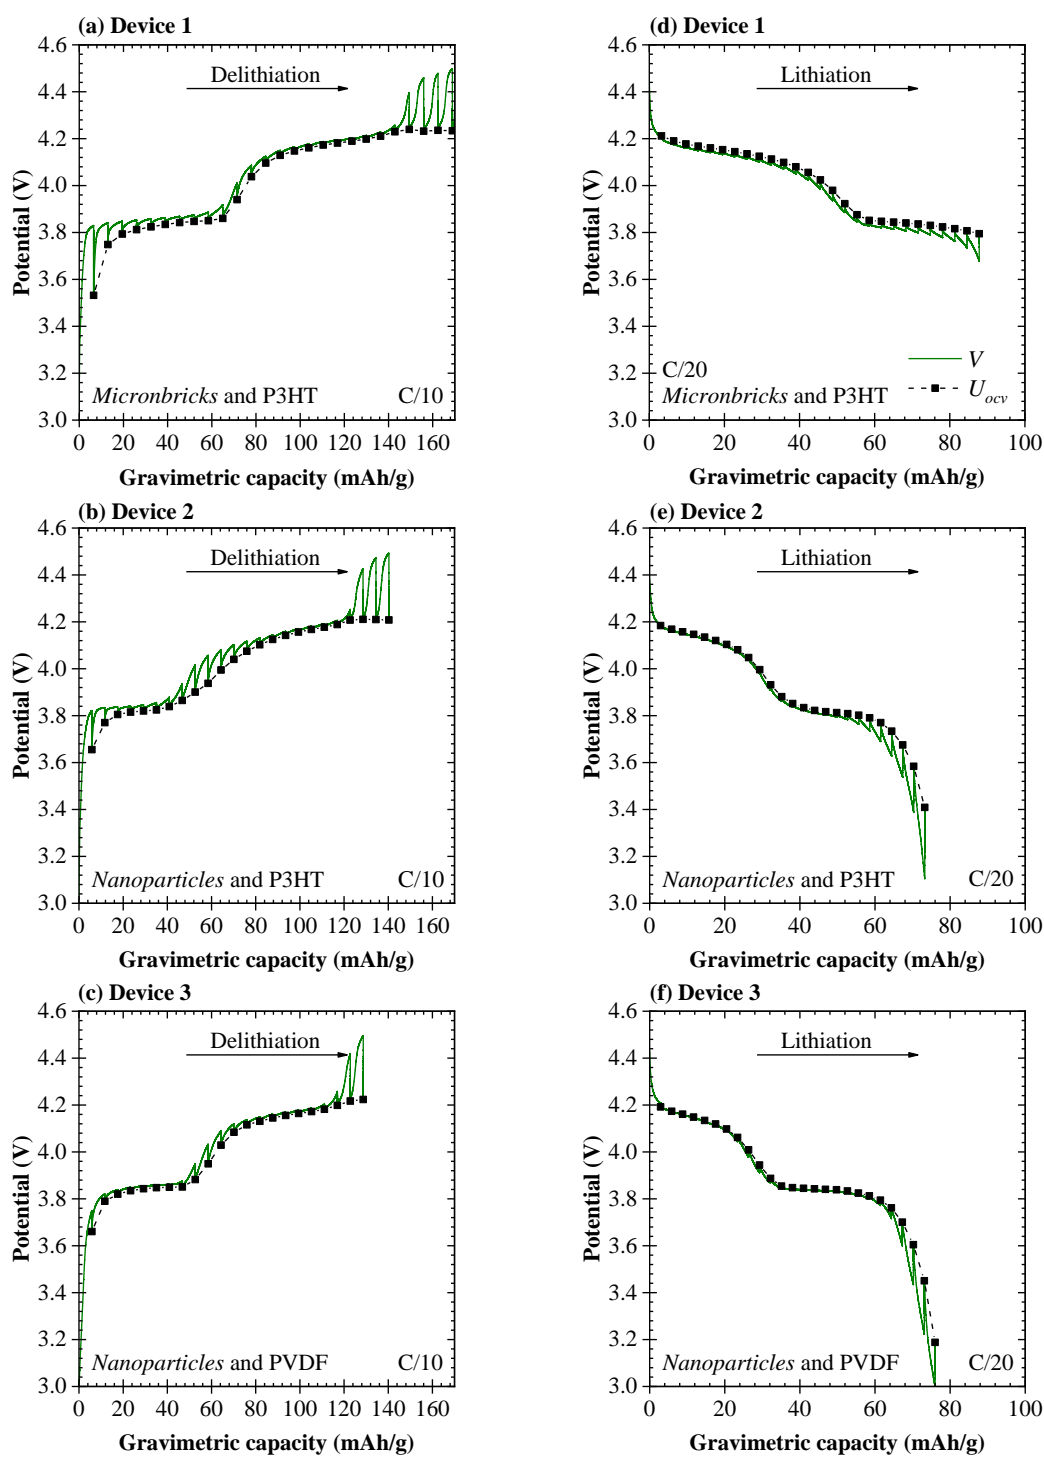 (a) Device 1
4.6
4.4
4.2
4.0
3.8
3.6
3.4
3.2
3.0
Potential (V)
Delithiation
Micronbricks and P3HT
C/10
0 20 40 60 80 100 120 140 160
Gravimetric capacity (mAh/g)
(d) Device 1
4.6
4.4
4.2
4.0
3.8
3.6
3.4
3.2
3.0
Potential (V)
Lithiation
V
U_ocv
C/20
Micronbricks and P3HT
0 20 40 60 80 100
Gravimetric capacity (mAh/g)
(b) Device 2
4.6
4.4
4.2
4.0
3.8
3.6
3.4
3.2
3.0
Potential (V)
Delithiation
Nanoparticles and P3HT
C/10
0 20 40 60 80 100 120 140 160
Gravimetric capacity (mAh/g)
(e) Device 2
4.6
4.4
4.2
4.0
3.8
3.6
3.4
3.2
3.0
Potential (V)
Lithiation
Nanoparticles and P3HT
C/20
0 20 40 60 80 100
Gravimetric capacity (mAh/g)
(c) Device 3
4.6
4.4
4.2
4.0
3.8
3.6
3.4
3.2
3.0
Potential (V)
Delithiation
Nanoparticles and PVDF
C/10
0 20 40 60 80 100 120 140 160
Gravimetric capacity (mAh/g)
(f) Device 3
4.6
4.4
4.2
4.0
3.8
3.6
3.4
3.2
3.0
Potential (V)
Lithiation
Nanoparticles and PVDF
C/20
0 20 40 60 80 100
Gravimetric capacity (mAh/g)